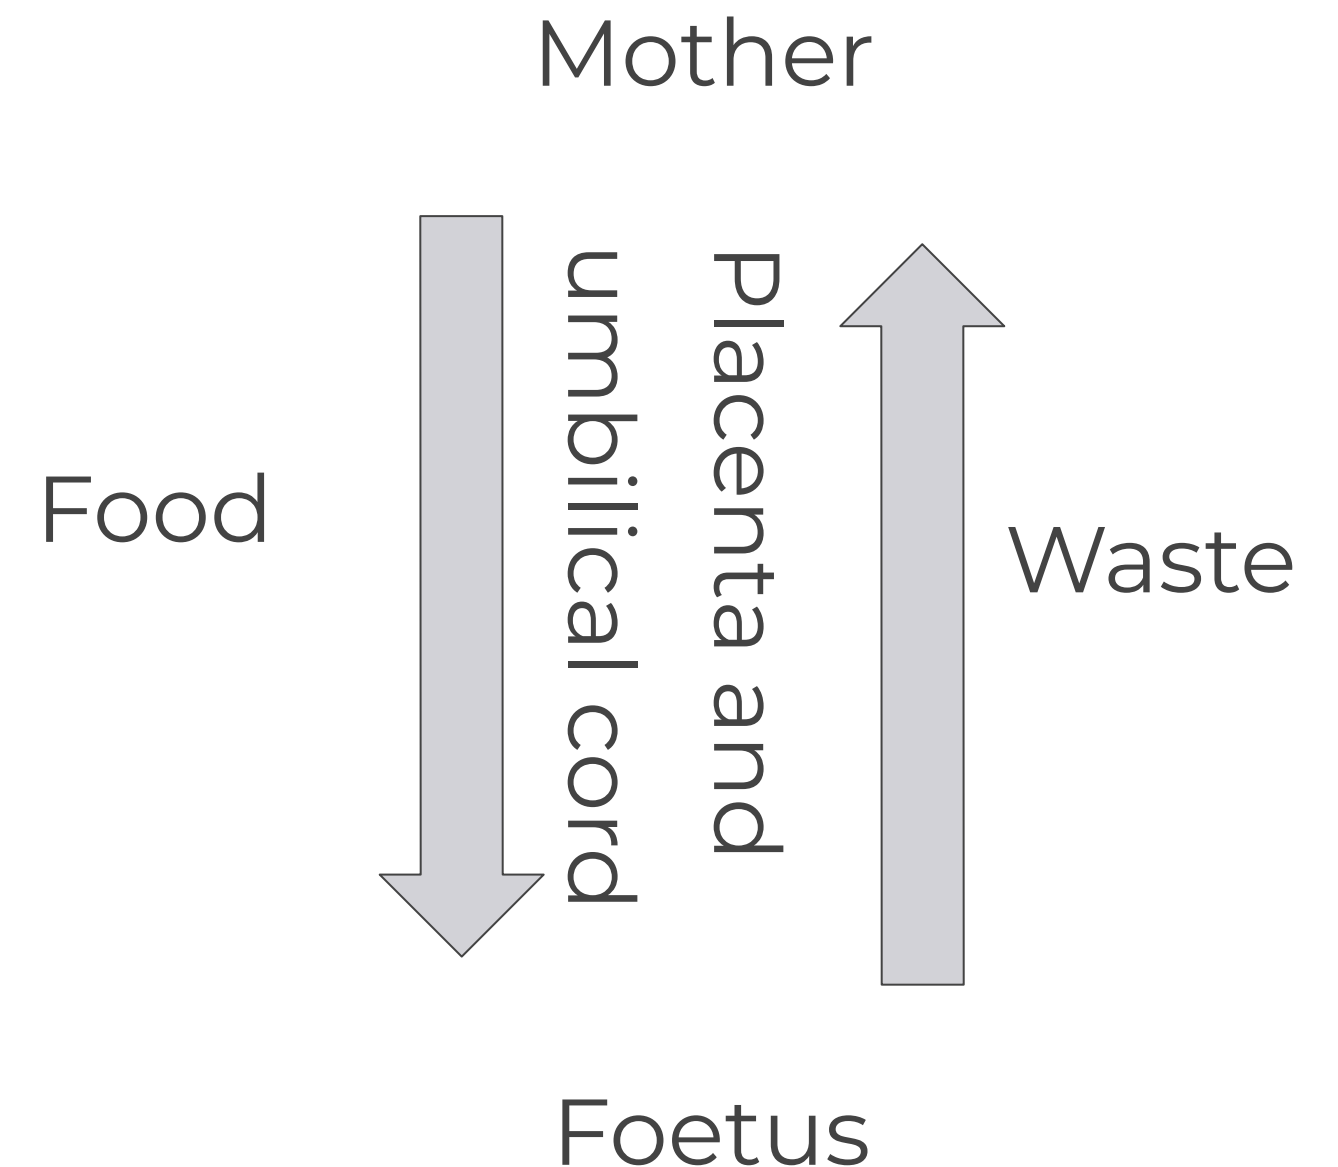 Mother
Food
Placenta and
umbilical cord
Waste
Foetus